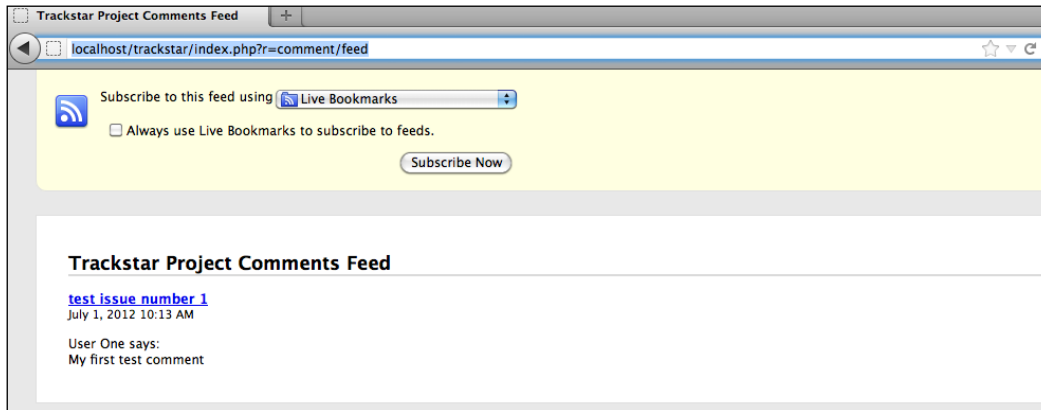 Trackstar Project Comments Feed
localhost/trackstar/index.php?r=comment/feed
Subscribe to this feed using Live Bookmarks
Always use Live Bookmarks to subscribe to feeds.
Subscribe Now
Trackstar Project Comments Feed
test issue number 1
July 1, 2012 10:13 AM
User One says:
My first test comment